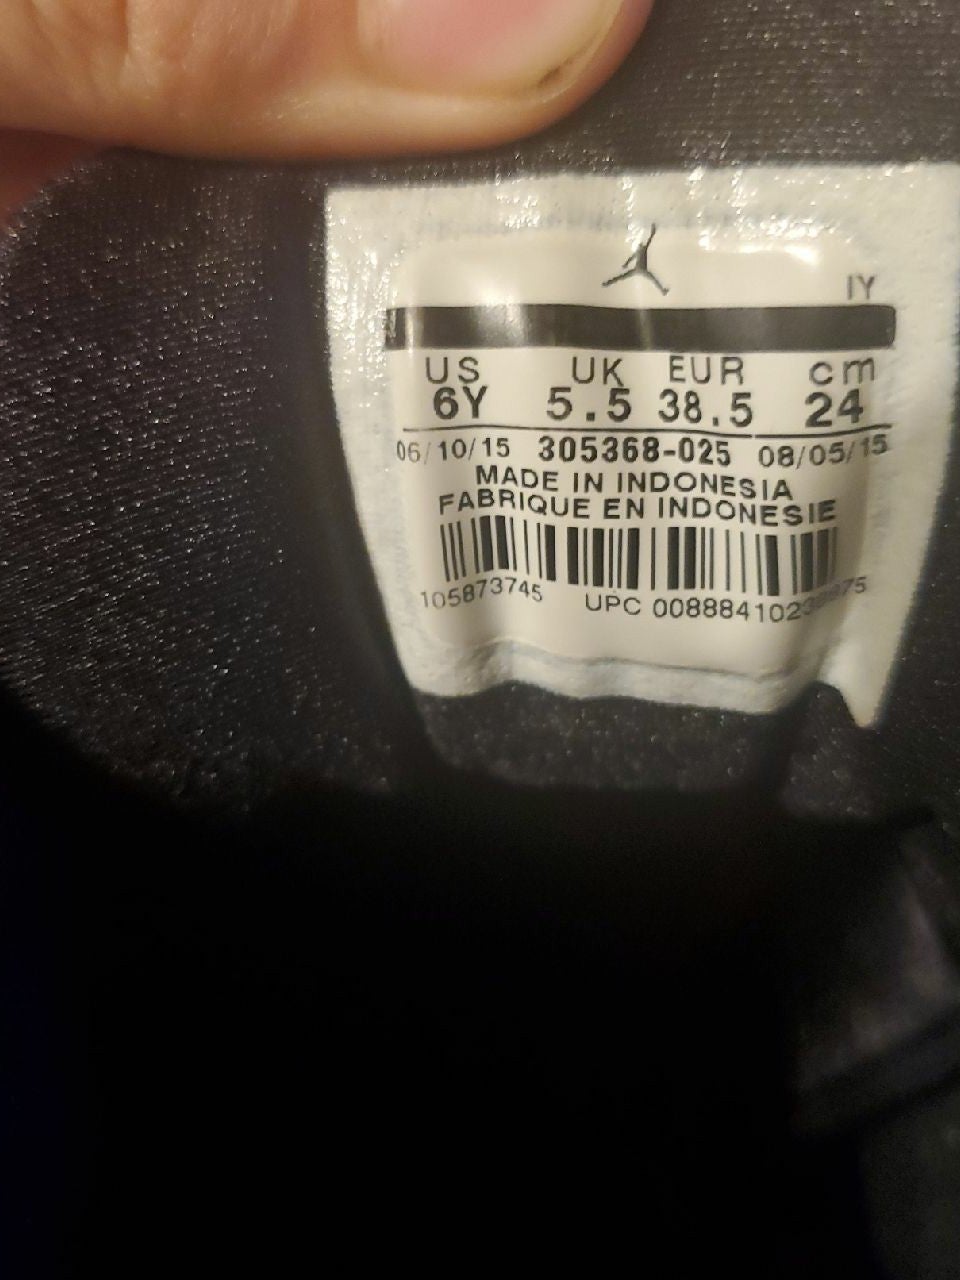 IY
US UK EUR cm
6Y 5.5 38.5 24
06/10/15 305368-025 08/05/15
MADE IN INDONESIA
FABRIQUE EN INDONESIE
105873745 UPC